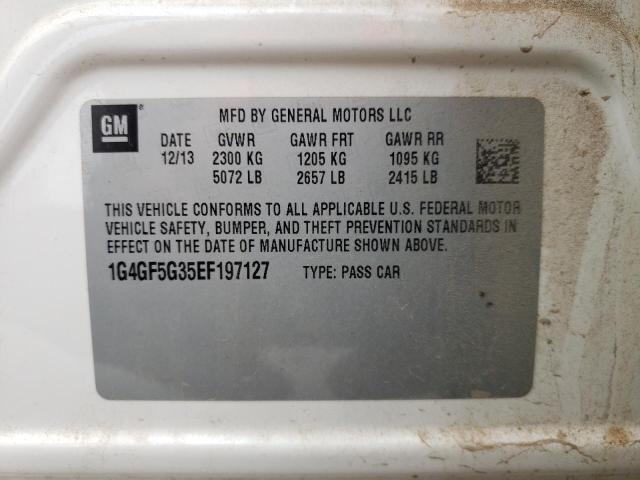 GM ®
MFD BY GENERAL MOTORS LLC
DATE GVWR GAWR FRT GAWR RR
12/13 2300 KG 1205 KG 1095 KG
5072 LB 2657 LB 2415 LB
THIS VEHICLE CONFORMS TO ALL APPLICABLE U.S. FEDERAL MOTOR
VEHICLE SAFETY, BUMPER, AND THEFT PREVENTION STANDARDS IN
EFFECT ON THE DATE OF MANUFACTURE SHOWN ABOVE.
1G4GF5G35EF197127 TYPE: PASS CAR